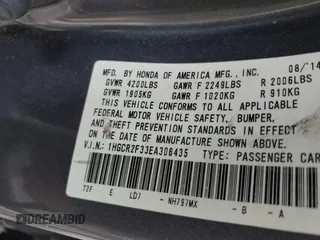 MFD. BY HONDA OF AMERICA MFG., INC. 08/14
GVWR 4200LBS GAWR F 2249LBS R 2006LBS
GVWR 1905KG GAWR F 1020KG R 910KG
THIS VEHICLE CONFORMS TO ALL APPLICABLE
FEDERAL MOTOR VEHICLE SAFETY, BUMPER,
AND THEFT PREVENTION STANDARDS IN EFFECT
ON THE DATE OF MANUFACTURE SHOWN ABOVE.
V.I.N.: 1HGCR2F33EA306435 TYPE: PASSENGER CAR
T2F E LD7 - NH797MX - B - A
DREAMBID